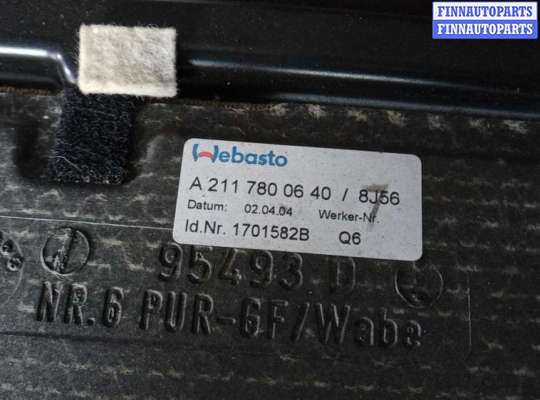 FINNAUTOPARTS
FINNAUTOPARTS
Webasto
A 211 780 06 40 / 8J56
Datum: 02.04.04 Werker-Nr.
Id.Nr. 1701582B Q6
95493 D
NR.6 PUR-GF/Wabe